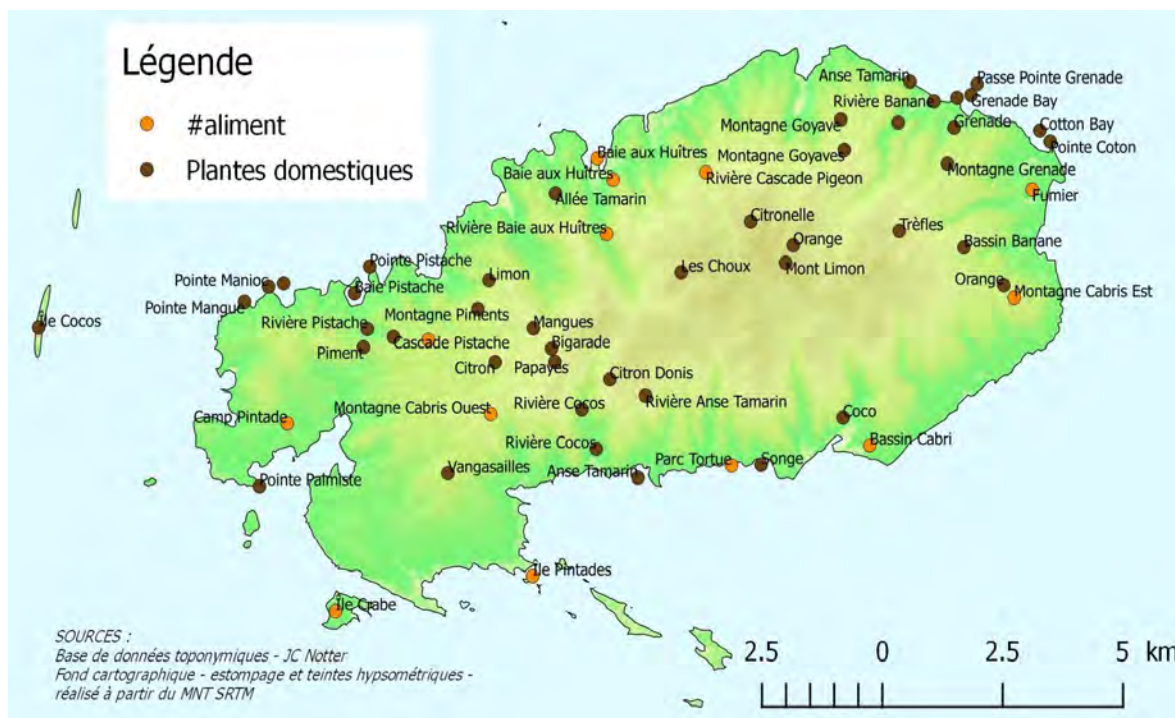 Légende
#aliment
Plantes domestiques
Anse Tamarin
Passe Pointe Grenade
Rivière Banane
Grenade Bay
Montagne Goyave
Grenade
Cotton Bay
Pointe Coton
Baie aux Huîtres
Montagne Goyaves
Montagne Grenade
Baie aux Huîtres
Rivière Cascade Pigeon
Allée Tamarin
Fumier
Citronelle
Rivière Baie aux Huîtres
Trèfles
Orange
Bassin Banane
Pointe Pistache
Limon
Les Choux
Mont Limon
Pointe Manioc
Baie Pistache
Orange
Montagne Cabris Est
Pointe Mangue
Montagne Piments
Île Cocos
Rivière Pistache
Mangues
Cascade Pistache
Bigarade
Piment
Citron
Papayes
Citron Donis
Montagne Cabris Ouest
Rivière Cocos
Rivière Anse Tamarin
Camp Pintade
Coco
Rivière Cocos
Bassin Cabri
Vangasailles
Anse Tamarin
Parc Tortue
Songe
Pointe Palmiste
Île Pintades
Île Crabe
SOURCES :
Base de données toponymiques - JC Notter
Fond cartographique - estompage et teintes hypsométriques -
réalisé à partir du MNT SRTM
2.5 0 2.5 5 km